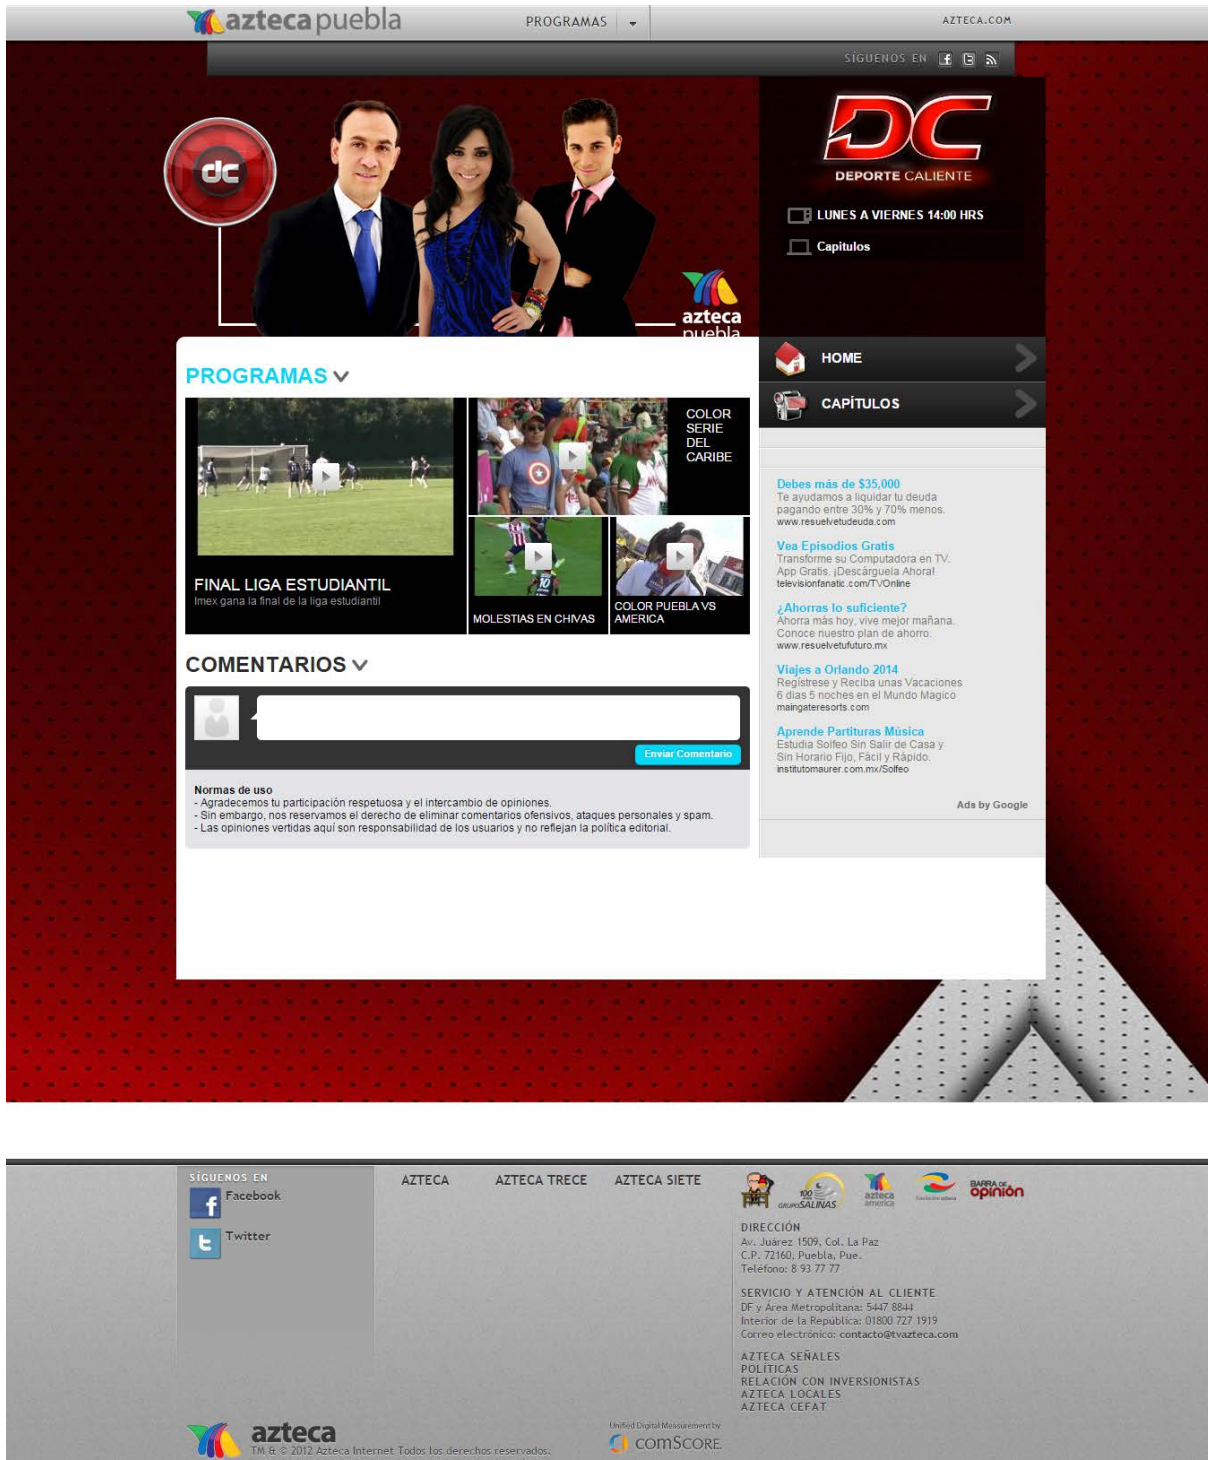 azteca puebla
PROGRAMAS
AZTECA.COM
SÍGUENOS EN
dc
DC
DEPORTE CALIENTE
LUNES A VIERNES 14:00 HRS
Capitulos
azteca
puebla
HOME
CAPÍTULOS
PROGRAMAS
COLOR
SERIE
DEL
CARIBE
FINAL LIGA ESTUDIANTIL
Imex gana la final de la liga estudiantil
10
MOLESTIAS EN CHIVAS
COLOR PUEBLA VS
AMERICA
COMENTARIOS
Enviar Comentario
Normas de uso
- Agradecemos tu participación respetuosa y el intercambio de opiniones.
- Sin embargo, nos reservamos el derecho de eliminar comentarios ofensivos, ataques personales y spam.
- Las opiniones vertidas aquí son responsabilidad de los usuarios y no reflejan la política editorial.
Debes más de $35,000
Te ayudamos a liquidar tu deuda
pagando entre 30% y 70% menos.
www.resuelvetudeuda.com
Vea Episodios Gratis
Transforme su Computadora en TV.
App Gratis. ¡Descárguela Ahora!
televisionfanatic.com/TVOnline
¿Ahorras lo suficiente?
Ahorra más hoy, vive mejor mañana.
Conoce nuestro plan de ahorro.
www.resuelvetufuturo.mx
Viajes a Orlando 2014
Regístrese y Reciba unas Vacaciones
6 dias 5 noches en el Mundo Magico
maingateresorts.com
Aprende Partituras Música
Estudia Solfeo Sin Salir de Casa y
Sin Horario Fijo, Fácil y Rápido.
institutomaurer.com.mx/Solfeo
Ads by Google
SÍGUENOS EN
Facebook
Twitter
AZTECA
AZTECA TRECE
AZTECA SIETE
100
GRUPO SALINAS
azteca
america
BARRA DE
opinión
DIRECCIÓN
Av. Juárez 1509, Col. La Paz
C.P. 72160, Puebla, Pue.
Teléfono: 8 93 77 77
SERVICIO Y ATENCIÓN AL CLIENTE
DF y Área Metropolitana: 5447 8844
Interior de la República: 01800 727 1919
Correo electrónico: contacto@tvazteca.com
AZTECA SEÑALES
POLÍTICAS
RELACIÓN CON INVERSIONISTAS
AZTECA LOCALES
AZTECA CEFAT
azteca
TM & © 2012 Azteca Internet Todos los derechos reservados.
Unified Digital Measurement by
comSCORE.